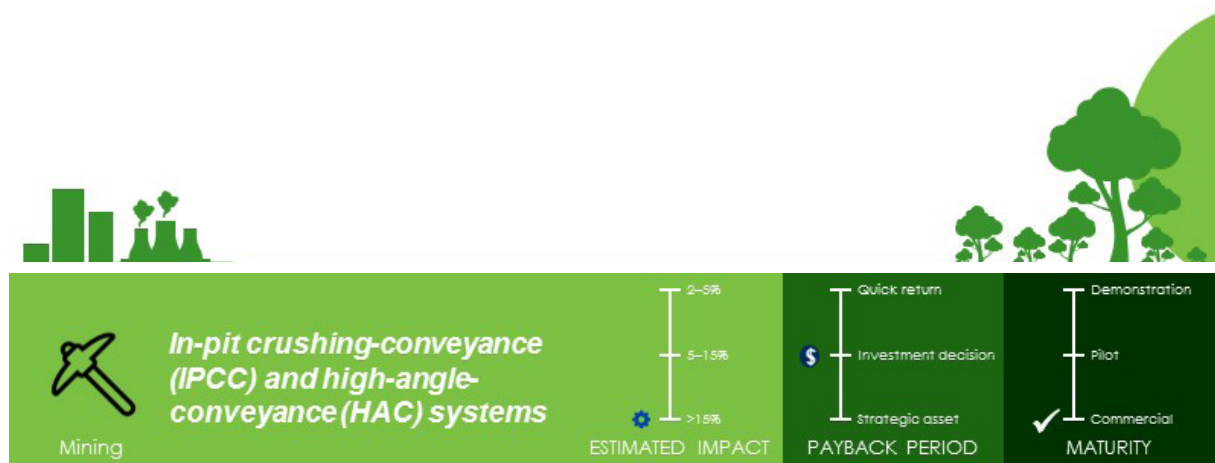 In-pit crushing-conveyance
(IPCC) and high-angle-
conveyance (HAC) systems
Mining
2–5%
5–15%
>15%
ESTIMATED IMPACT
Quick return
$
Investment decision
Strategic asset
PAYBACK PERIOD
Demonstration
Pilot
Commercial
MATURITY